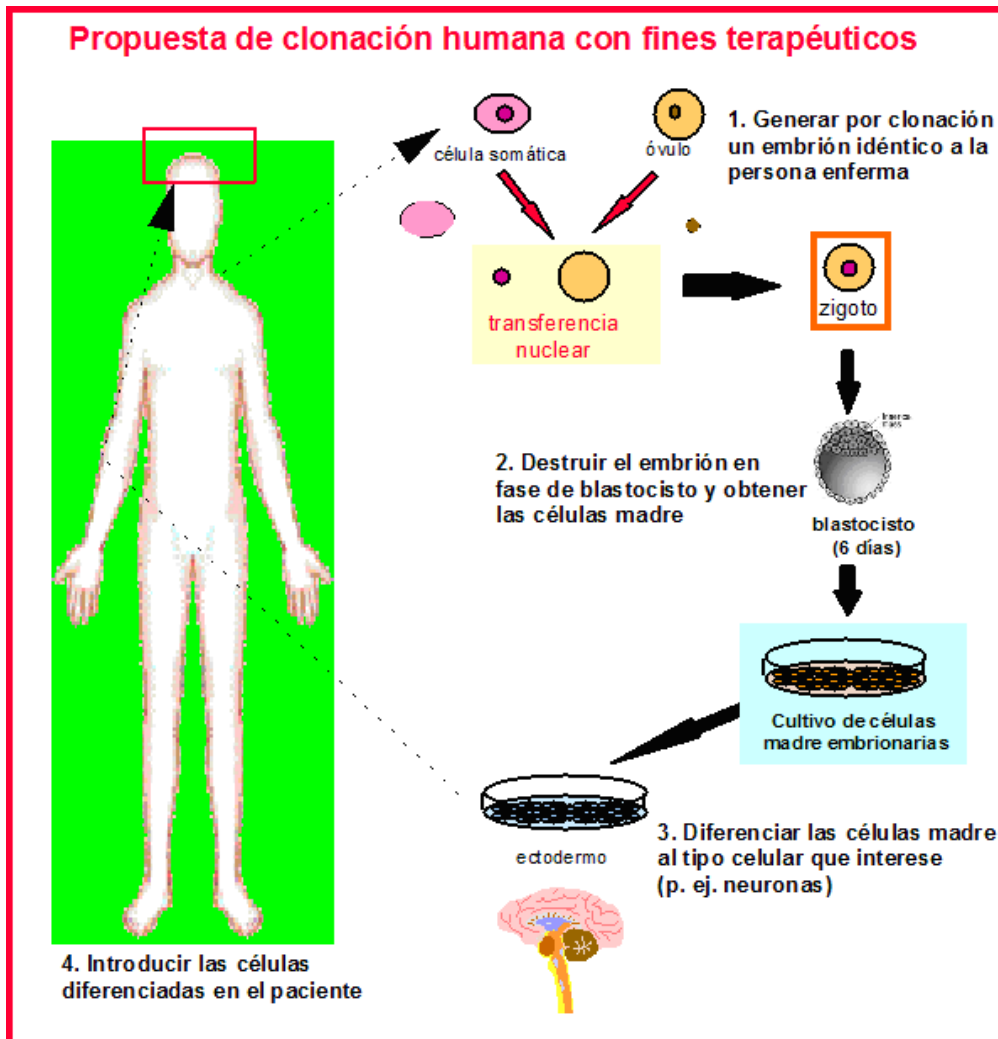 Propuesta de clonación humana con fines terapéuticos
célula somática
óvulo
1. Generar por clonación
un embrión idéntico a la
persona enferma
transferencia
nuclear
zigoto
2. Destruir el embrión en
fase de blastocisto y obtener
las células madre
blastocisto
(6 días)
Cultivo de células
madre embrionarias
ectodermo
3. Diferenciar las células madre
al tipo celular que interese
(p. ej. neuronas)
4. Introducir las células
diferenciadas en el paciente